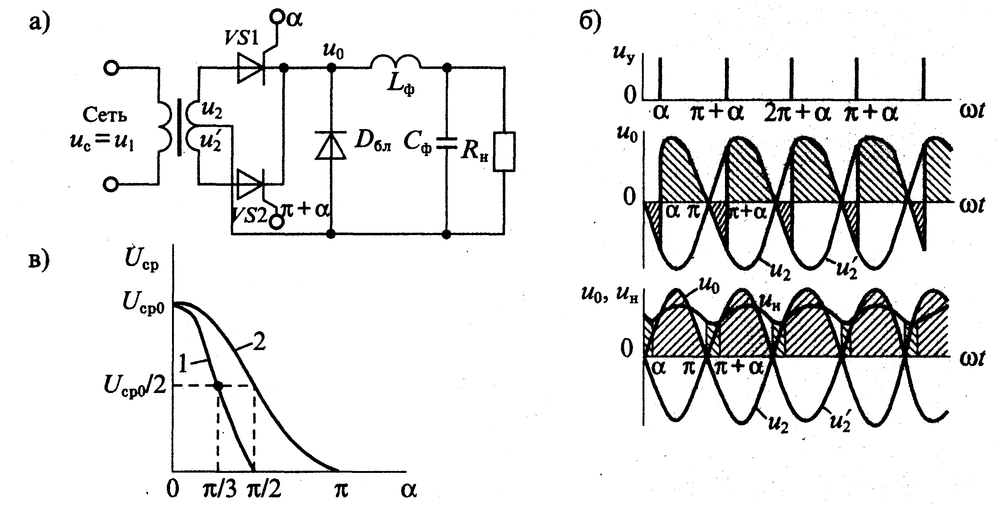 а)
α
VS1
u₀
Lф
Сеть
uс = u₁
u₂
u₂′
Dбл
Cф
Rн
VS2
π + α
б)
uу
0
α π + α 2π + α π + α ωt
u₀
0
α π π+α ωt
u₂ u₂′
u₀, uн
u₀
uн
0
α π π + α ωt
u₂ u₂′
в)
Uср
Uср0
2
1
Uср0/2
0 π/3 π/2 π α